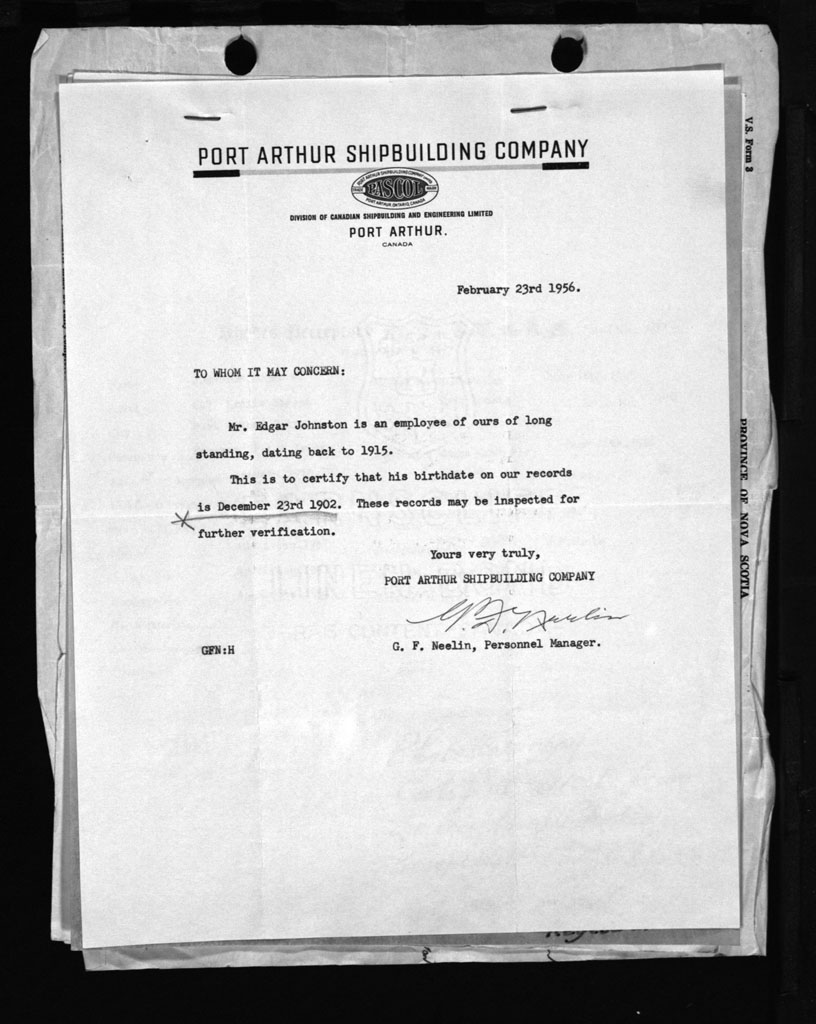 PORT ARTHUR SHIPBUILDING COMPANY
PASCOL
DIVISION OF CANADIAN SHIPBUILDING AND ENGINEERING LIMITED
PORT ARTHUR.
CANADA
February 23rd 1956.
TO WHOM IT MAY CONCERN:
Mr. Edgar Johnston is an employee of ours of long
standing, dating back to 1915.
This is to certify that his birthdate on our records
is December 23rd 1902. These records may be inspected for
further verification.
Yours very truly,
PORT ARTHUR SHIPBUILDING COMPANY
G. F. Neelin
GFN:H
G. F. Neelin, Personnel Manager.
V.S. Form 3
PROVINCE OF NOVA SCOTIA